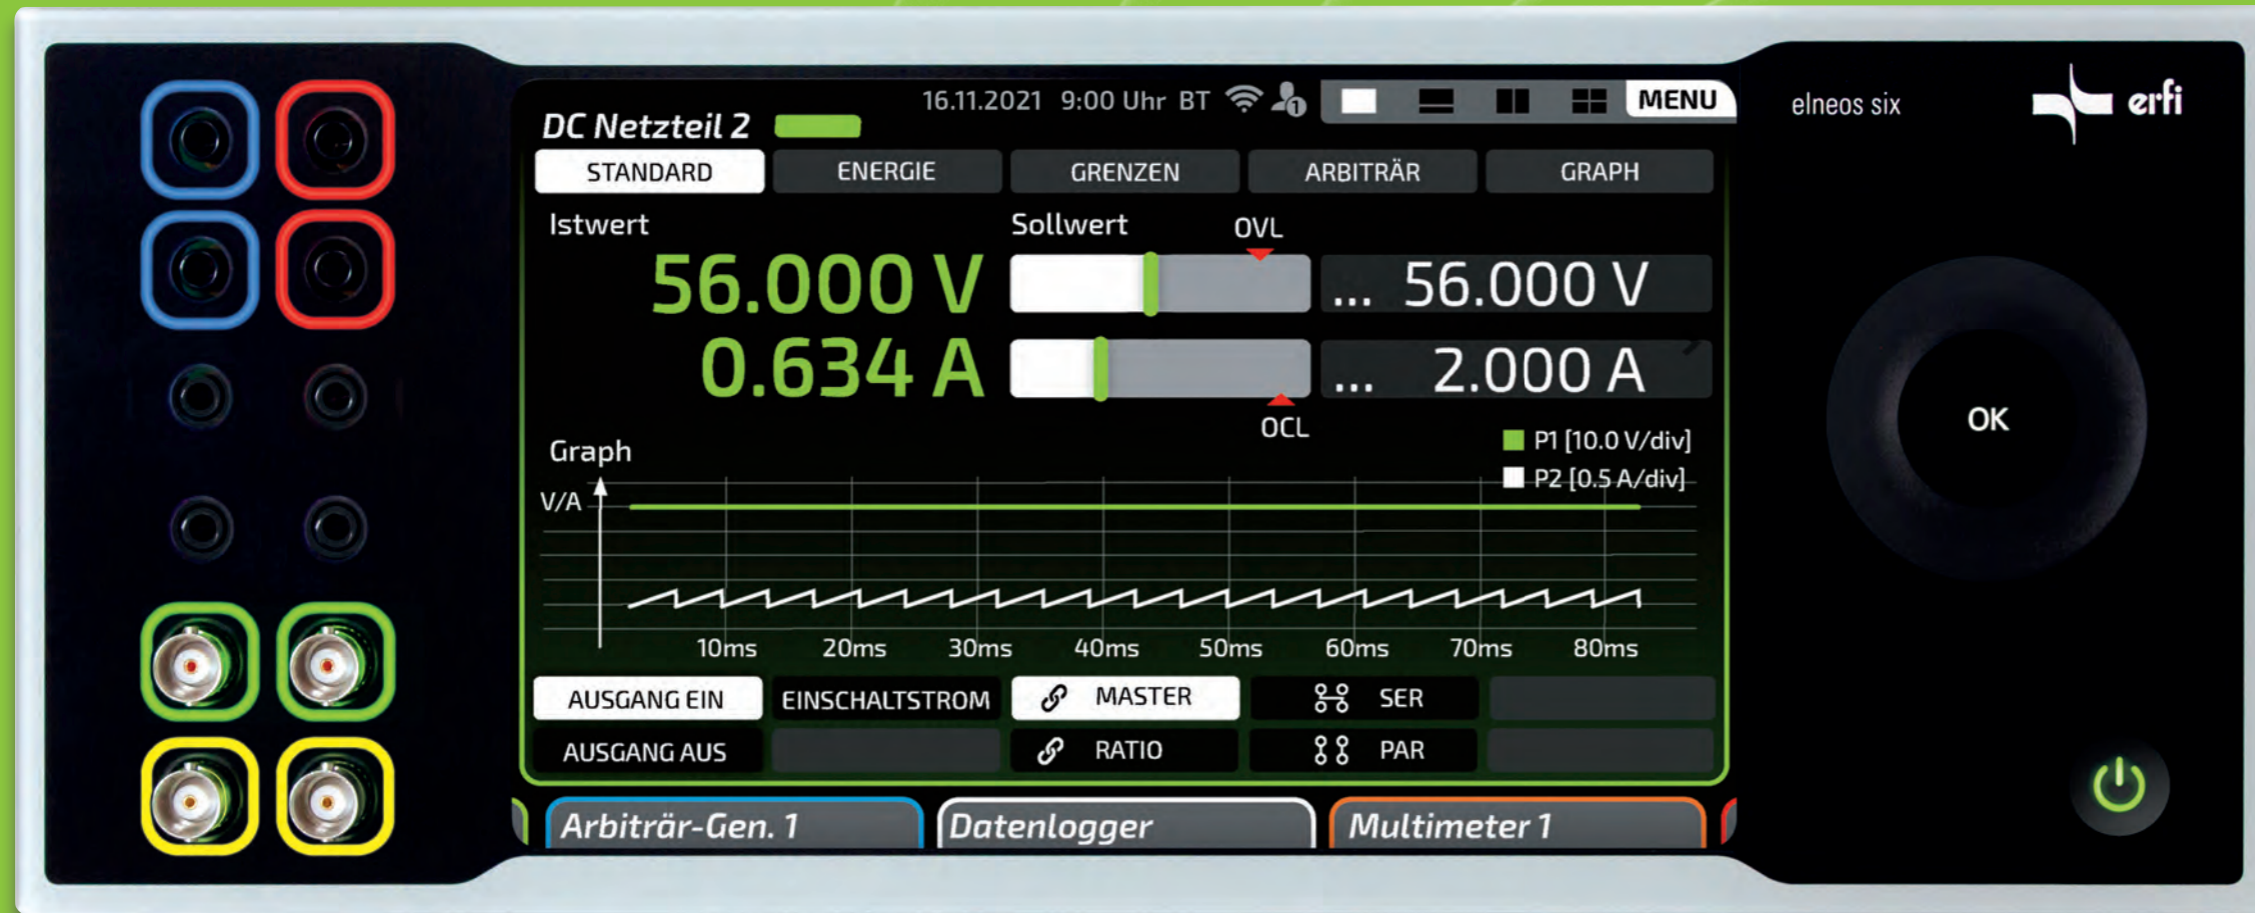 16.11.2021 9:00 Uhr BT 1 MENU
DC Netzteil 2
elneos six
erfi
STANDARD ENERGIE GRENZEN ARBITRÄR GRAPH
Istwert Sollwert OVL
56.000 V ... 56.000 V
0.634 A ... 2.000 A
OCL
OK
P1 [10.0 V/div]
Graph
P2 [0.5 A/div]
V/A
10ms 20ms 30ms 40ms 50ms 60ms 70ms 80ms
AUSGANG EIN EINSCHALTSTROM MASTER SER
AUSGANG AUS RATIO PAR
Arbiträr-Gen. 1 Datenlogger Multimeter 1